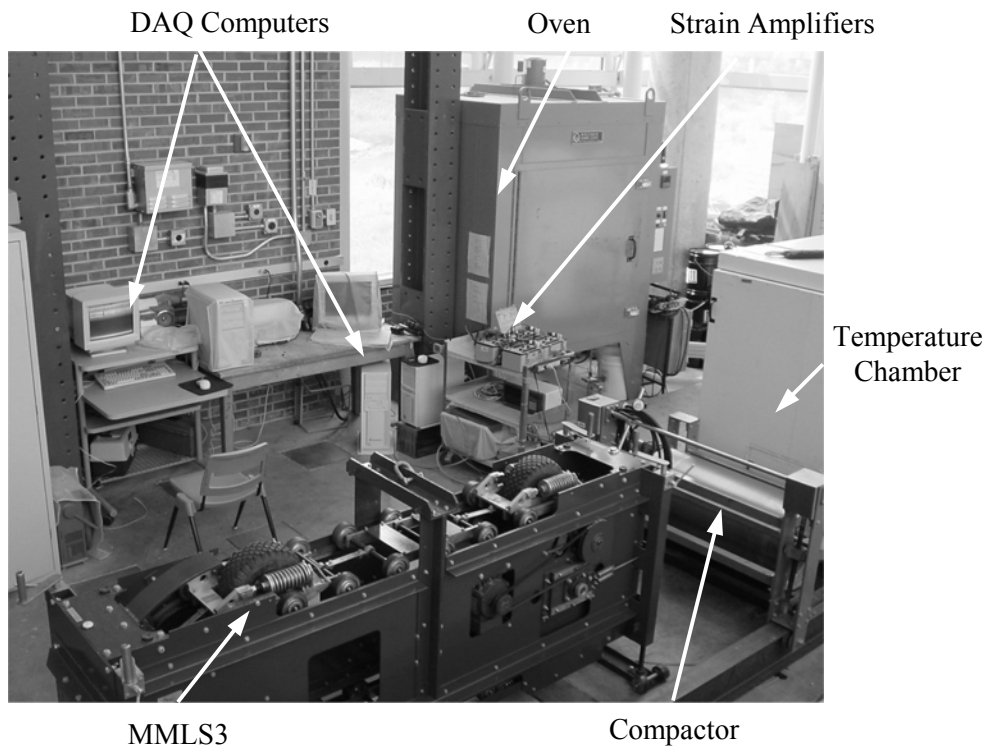 DAQ Computers
Oven
Strain Amplifiers
Temperature
Chamber
MMLS3
Compactor